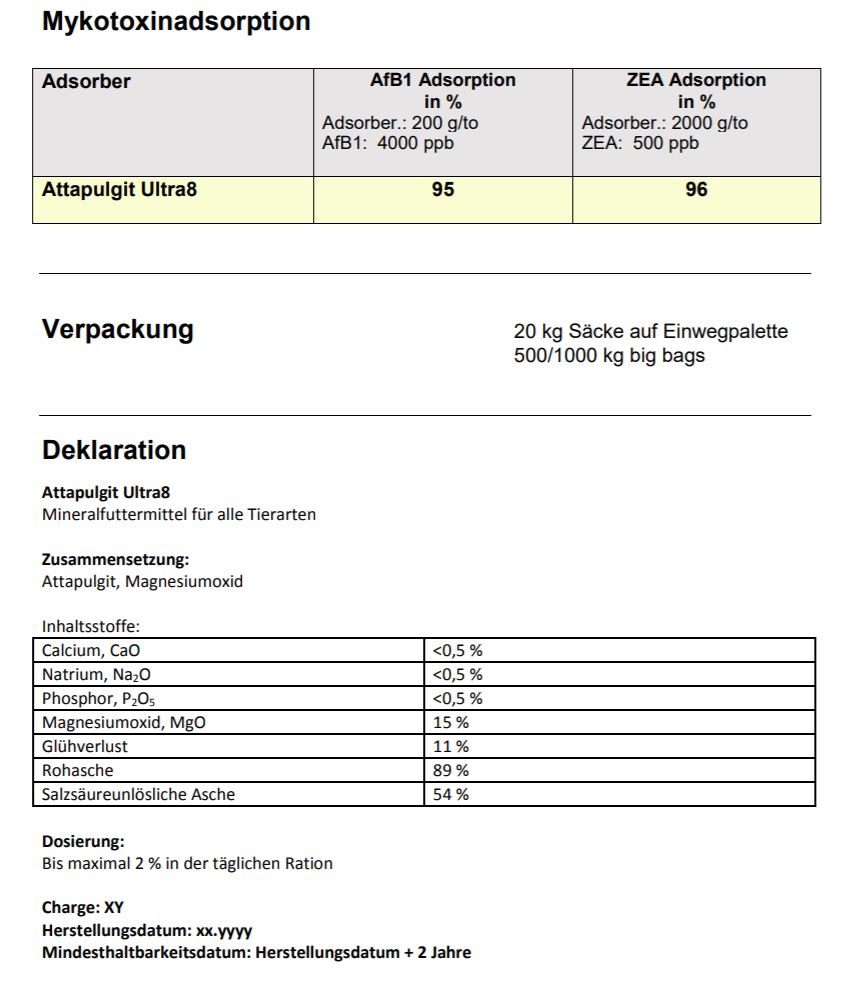 Mykotoxinadsorption
Adsorber
AfB1 Adsorption
in %
Adsorber.: 200 g/to
AfB1: 4000 ppb
ZEA Adsorption
in %
Adsorber.: 2000 g/to
ZEA: 500 ppb
Attapulgit Ultra8 95 96
Verpackung
20 kg Säcke auf Einwegpalette
500/1000 kg big bags
Deklaration
Attapulgit Ultra8
Mineralfuttermittel für alle Tierarten
Zusammensetzung:
Attapulgit, Magnesiumoxid
Inhaltsstoffe:
Calcium, CaO <0,5 %
Natrium, Na₂O <0,5 %
Phosphor, P₂O₅ <0,5 %
Magnesiumoxid, MgO 15 %
Glühverlust 11 %
Rohasche 89 %
Salzsäureunlösliche Asche 54 %
Dosierung:
Bis maximal 2 % in der täglichen Ration
Charge: XY
Herstellungsdatum: xx.yyyy
Mindesthaltbarkeitsdatum: Herstellungsdatum + 2 Jahre